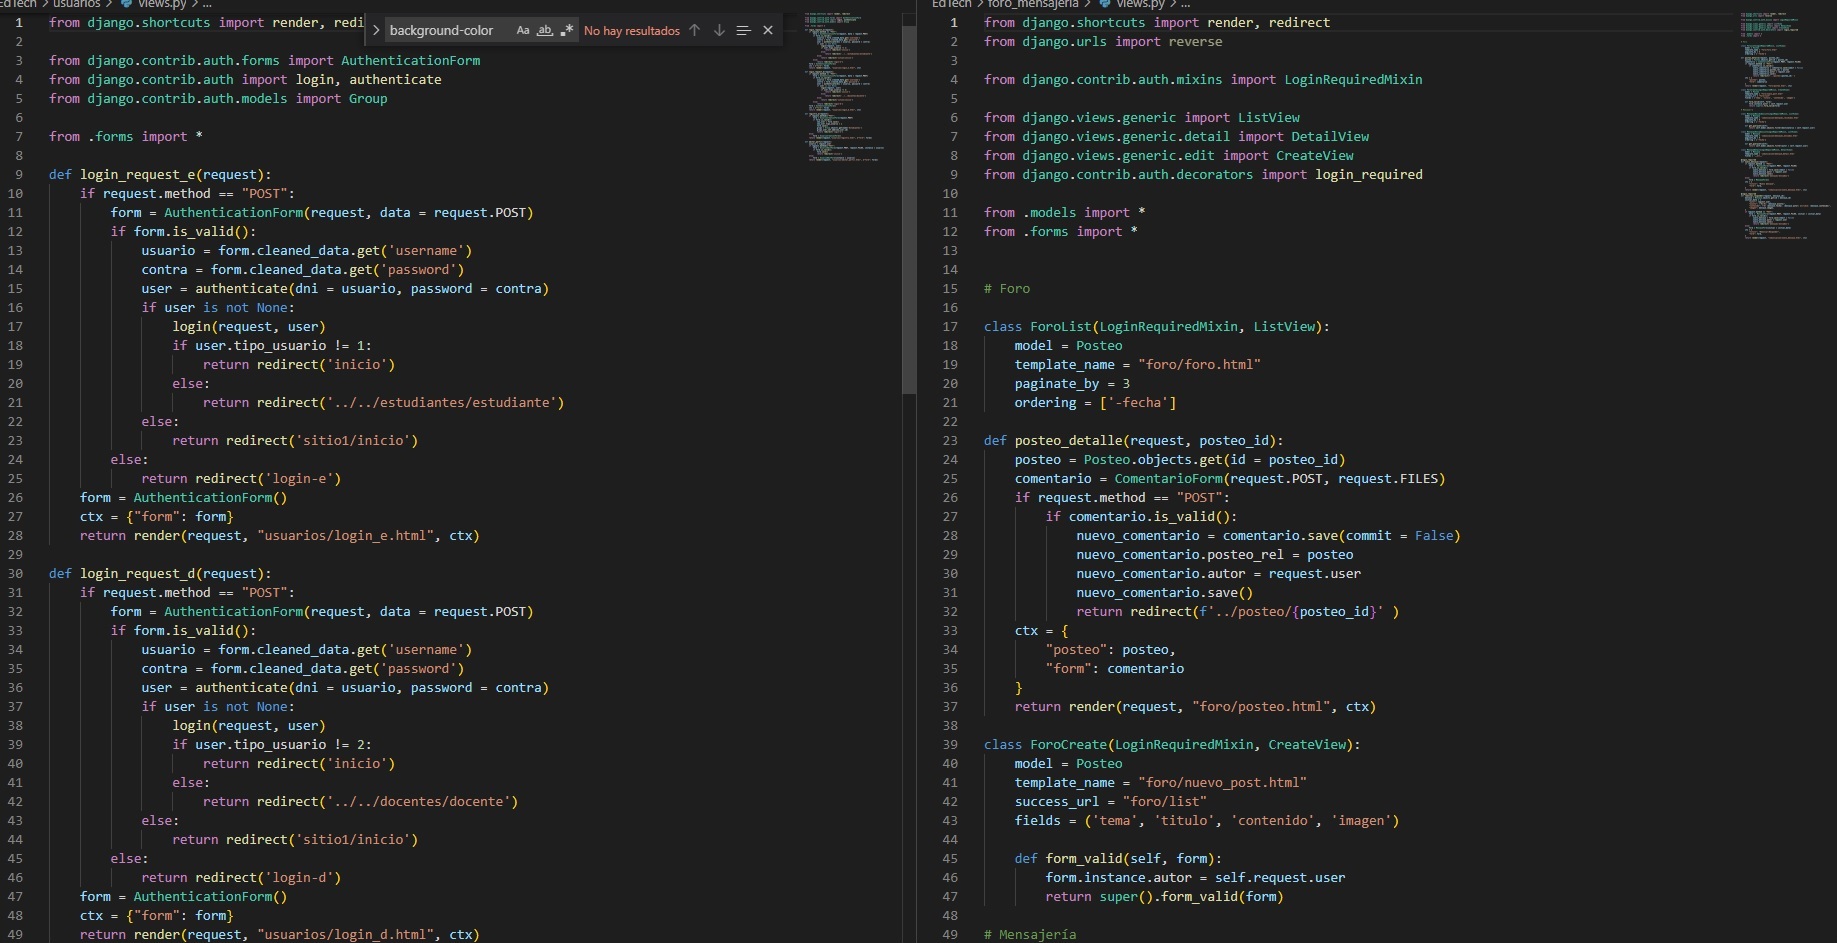 EdTech > usuarios > views.py > ...
background-color
Aa ab, .*
No hay resultados
1 from django.shortcuts import render, redi
2
3 from django.contrib.auth.forms import AuthenticationForm
4 from django.contrib.auth import login, authenticate
5 from django.contrib.auth.models import Group
6
7 from .forms import *
8
9 def login_request_e(request):
10 if request.method == "POST":
11 form = AuthenticationForm(request, data = request.POST)
12 if form.is_valid():
13 usuario = form.cleaned_data.get('username')
14 contra = form.cleaned_data.get('password')
15 user = authenticate(dni = usuario, password = contra)
16 if user is not None:
17 login(request, user)
18 if user.tipo_usuario != 1:
19 return redirect('inicio')
20 else:
21 return redirect('../../estudiantes/estudiante')
22 else:
23 return redirect('sitio1/inicio')
24 else:
25 return redirect('login-e')
26 form = AuthenticationForm()
27 ctx = {"form": form}
28 return render(request, "usuarios/login_e.html", ctx)
29
30 def login_request_d(request):
31 if request.method == "POST":
32 form = AuthenticationForm(request, data = request.POST)
33 if form.is_valid():
34 usuario = form.cleaned_data.get('username')
35 contra = form.cleaned_data.get('password')
36 user = authenticate(dni = usuario, password = contra)
37 if user is not None:
38 login(request, user)
39 if user.tipo_usuario != 2:
40 return redirect('inicio')
41 else:
42 return redirect('../../docentes/docente')
43 else:
44 return redirect('sitio1/inicio')
45 else:
46 return redirect('login-d')
47 form = AuthenticationForm()
48 ctx = {"form": form}
49 return render(request, "usuarios/login_d.html", ctx)
EdTech > foro_mensajeria > views.py > ...
1 from django.shortcuts import render, redirect
2 from django.urls import reverse
3
4 from django.contrib.auth.mixins import LoginRequiredMixin
5
6 from django.views.generic import ListView
7 from django.views.generic.detail import DetailView
8 from django.views.generic.edit import CreateView
9 from django.contrib.auth.decorators import login_required
10
11 from .models import *
12 from .forms import *
13
14
15 # Foro
16
17 class ForoList(LoginRequiredMixin, ListView):
18 model = Posteo
19 template_name = "foro/foro.html"
20 paginate_by = 3
21 ordering = ['-fecha']
22
23 def posteo_detalle(request, posteo_id):
24 posteo = Posteo.objects.get(id = posteo_id)
25 comentario = ComentarioForm(request.POST, request.FILES)
26 if request.method == "POST":
27 if comentario.is_valid():
28 nuevo_comentario = comentario.save(commit = False)
29 nuevo_comentario.posteo_rel = posteo
30 nuevo_comentario.autor = request.user
31 nuevo_comentario.save()
32 return redirect(f'../posteo/{posteo_id}' )
33 ctx = {
34 "posteo": posteo,
35 "form": comentario
36 }
37 return render(request, "foro/posteo.html", ctx)
38
39 class ForoCreate(LoginRequiredMixin, CreateView):
40 model = Posteo
41 template_name = "foro/nuevo_post.html"
42 success_url = "foro/list"
43 fields = ('tema', 'titulo', 'contenido', 'imagen')
44
45 def form_valid(self, form):
46 form.instance.autor = self.request.user
47 return super().form_valid(form)
48
49 # Mensajería